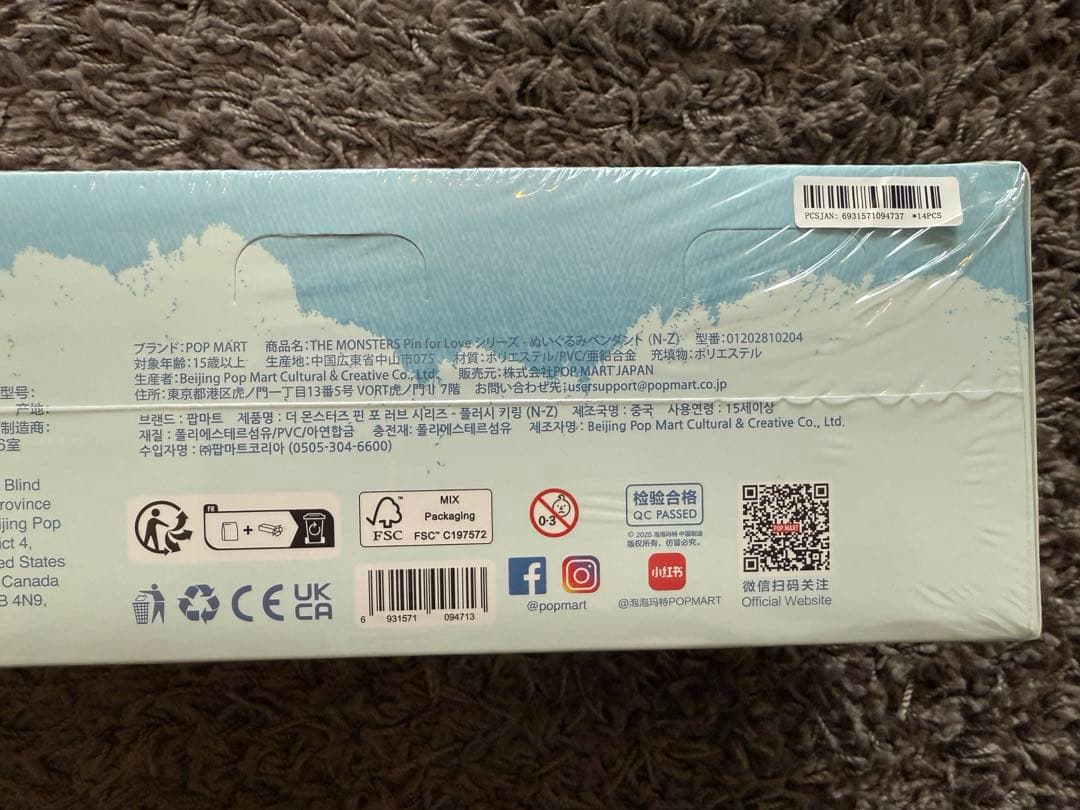 PCSJAN: 6931571094737 *14PCS
ブランド:POP MART 商品名:THE MONSTERS Pin for Love シリーズ - ぬいぐるみペンダント (N-Z) 型番:01202810204
対象年齢:15歳以上 生産地:中国広東省中山市075 材質:ポリエステル/PVC/亜鉛合金 充填物:ポリエステル
生産者:Beijing Pop Mart Cultural & Creative Co., Ltd. 販売元:株式会社POP MART JAPAN
住所:東京都港区虎ノ門一丁目13番5号 VORT虎ノ門II 7階 お問い合わせ先:usersupport@popmart.co.jp
브랜드 : 팝마트 제품명 : 더 몬스터즈 핀 포 러브 시리즈 - 플러시 키링 (N-Z) 제조국명 : 중국 사용연령 : 15세이상
재질 : 폴리에스테르섬유/PVC/아연합금 충전재: 폴리에스테르섬유 제조자명 : Beijing Pop Mart Cultural & Creative Co., Ltd.
수입자명 : ㈜팝마트코리아 (0505-304-6600)
型号:
产地:
制造商:
室
Blind
rovince
ijing Pop
ict 4,
ed States
Canada
B 4N9,
FR
+
FSC
MIX
Packaging
FSC™ C197572
0-3
检验合格
QC PASSED
© 2025 泡泡玛特 中国制造
版权所有、仿冒必究。
POP MART
微信扫码关注
Official Website
CE
UK
CA
6 931571 094713
@popmart
小红书
@泡泡玛特POPMART